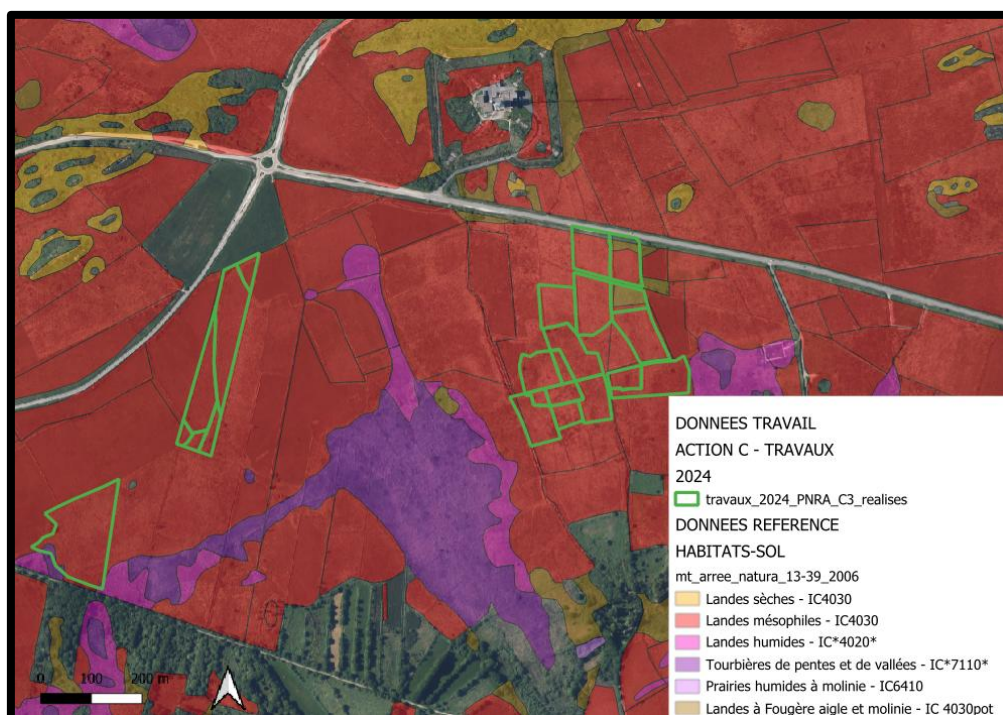 DONNEES TRAVAIL
ACTION C - TRAVAUX
2024
travaux_2024_PNRA_C3_realises
DONNEES REFERENCE
HABITATS-SOL
mt_arree_natura_13-39_2006
Landes sèches - IC4030
Landes mésophiles - IC4030
Landes humides - IC*4020*
Tourbières de pentes et de vallées - IC*7110*
Prairies humides à molinie - IC6410
Landes à Fougère aigle et molinie - IC 4030pot
0 100 200 m